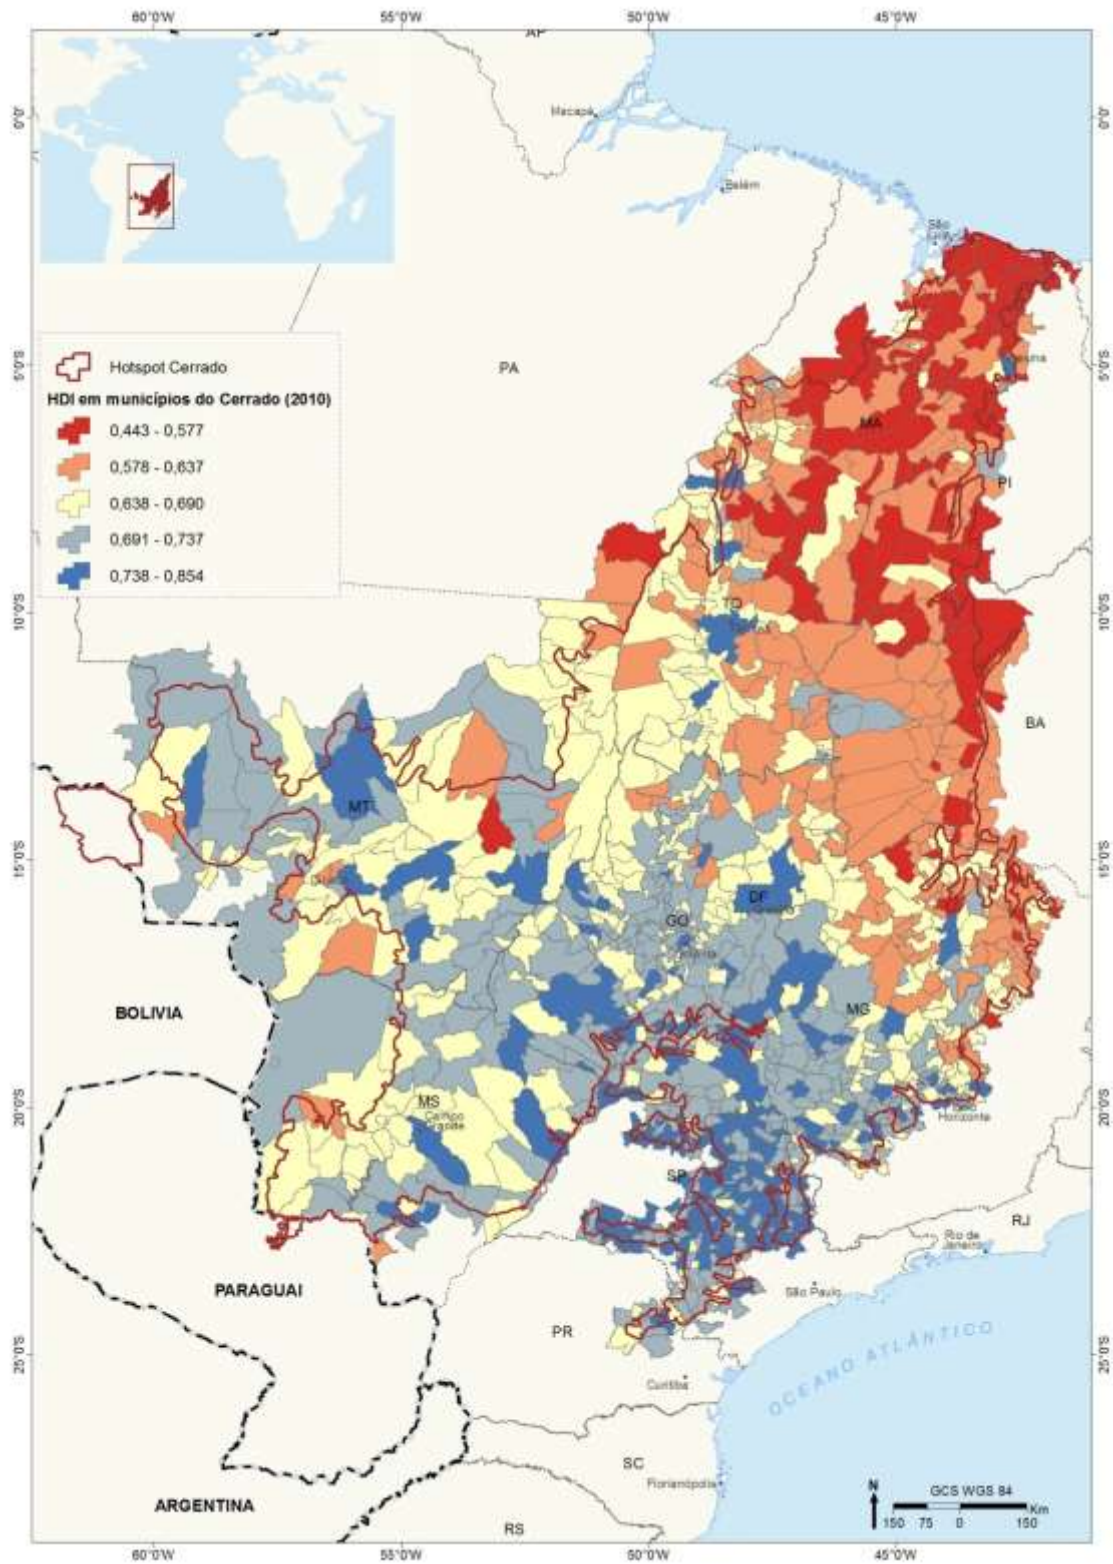 60°0'W 55°0'W 50°0'W 45°0'W
AP
Macapá
0°0'
0°0'
Belém
São
Hotspot Cerrado
HDI em municípios do Cerrado (2010)
0,443 - 0,577
0,578 - 0,637
0,638 - 0,690
0,691 - 0,737
0,738 - 0,854
5°0'S
5°0'S
PA
MA
PI
TO
10°0'S
10°0'S
BA
MT
15°0'S
15°0'S
DF
GO
BOLIVIA
MG
MS
Campo
Grande
20°0'S
20°0'S
Belo
Horizonte
SP
RJ
Rio de
Janeiro
PARAGUAI
São Paulo
PR
25°0'S
25°0'S
Curitiba
OCEANO ATLÂNTICO
SC
Florianópolis
ARGENTINA
RS
N
GCS WGS 84
Km
150 75 0 150
60°0'W 55°0'W 50°0'W 45°0'W